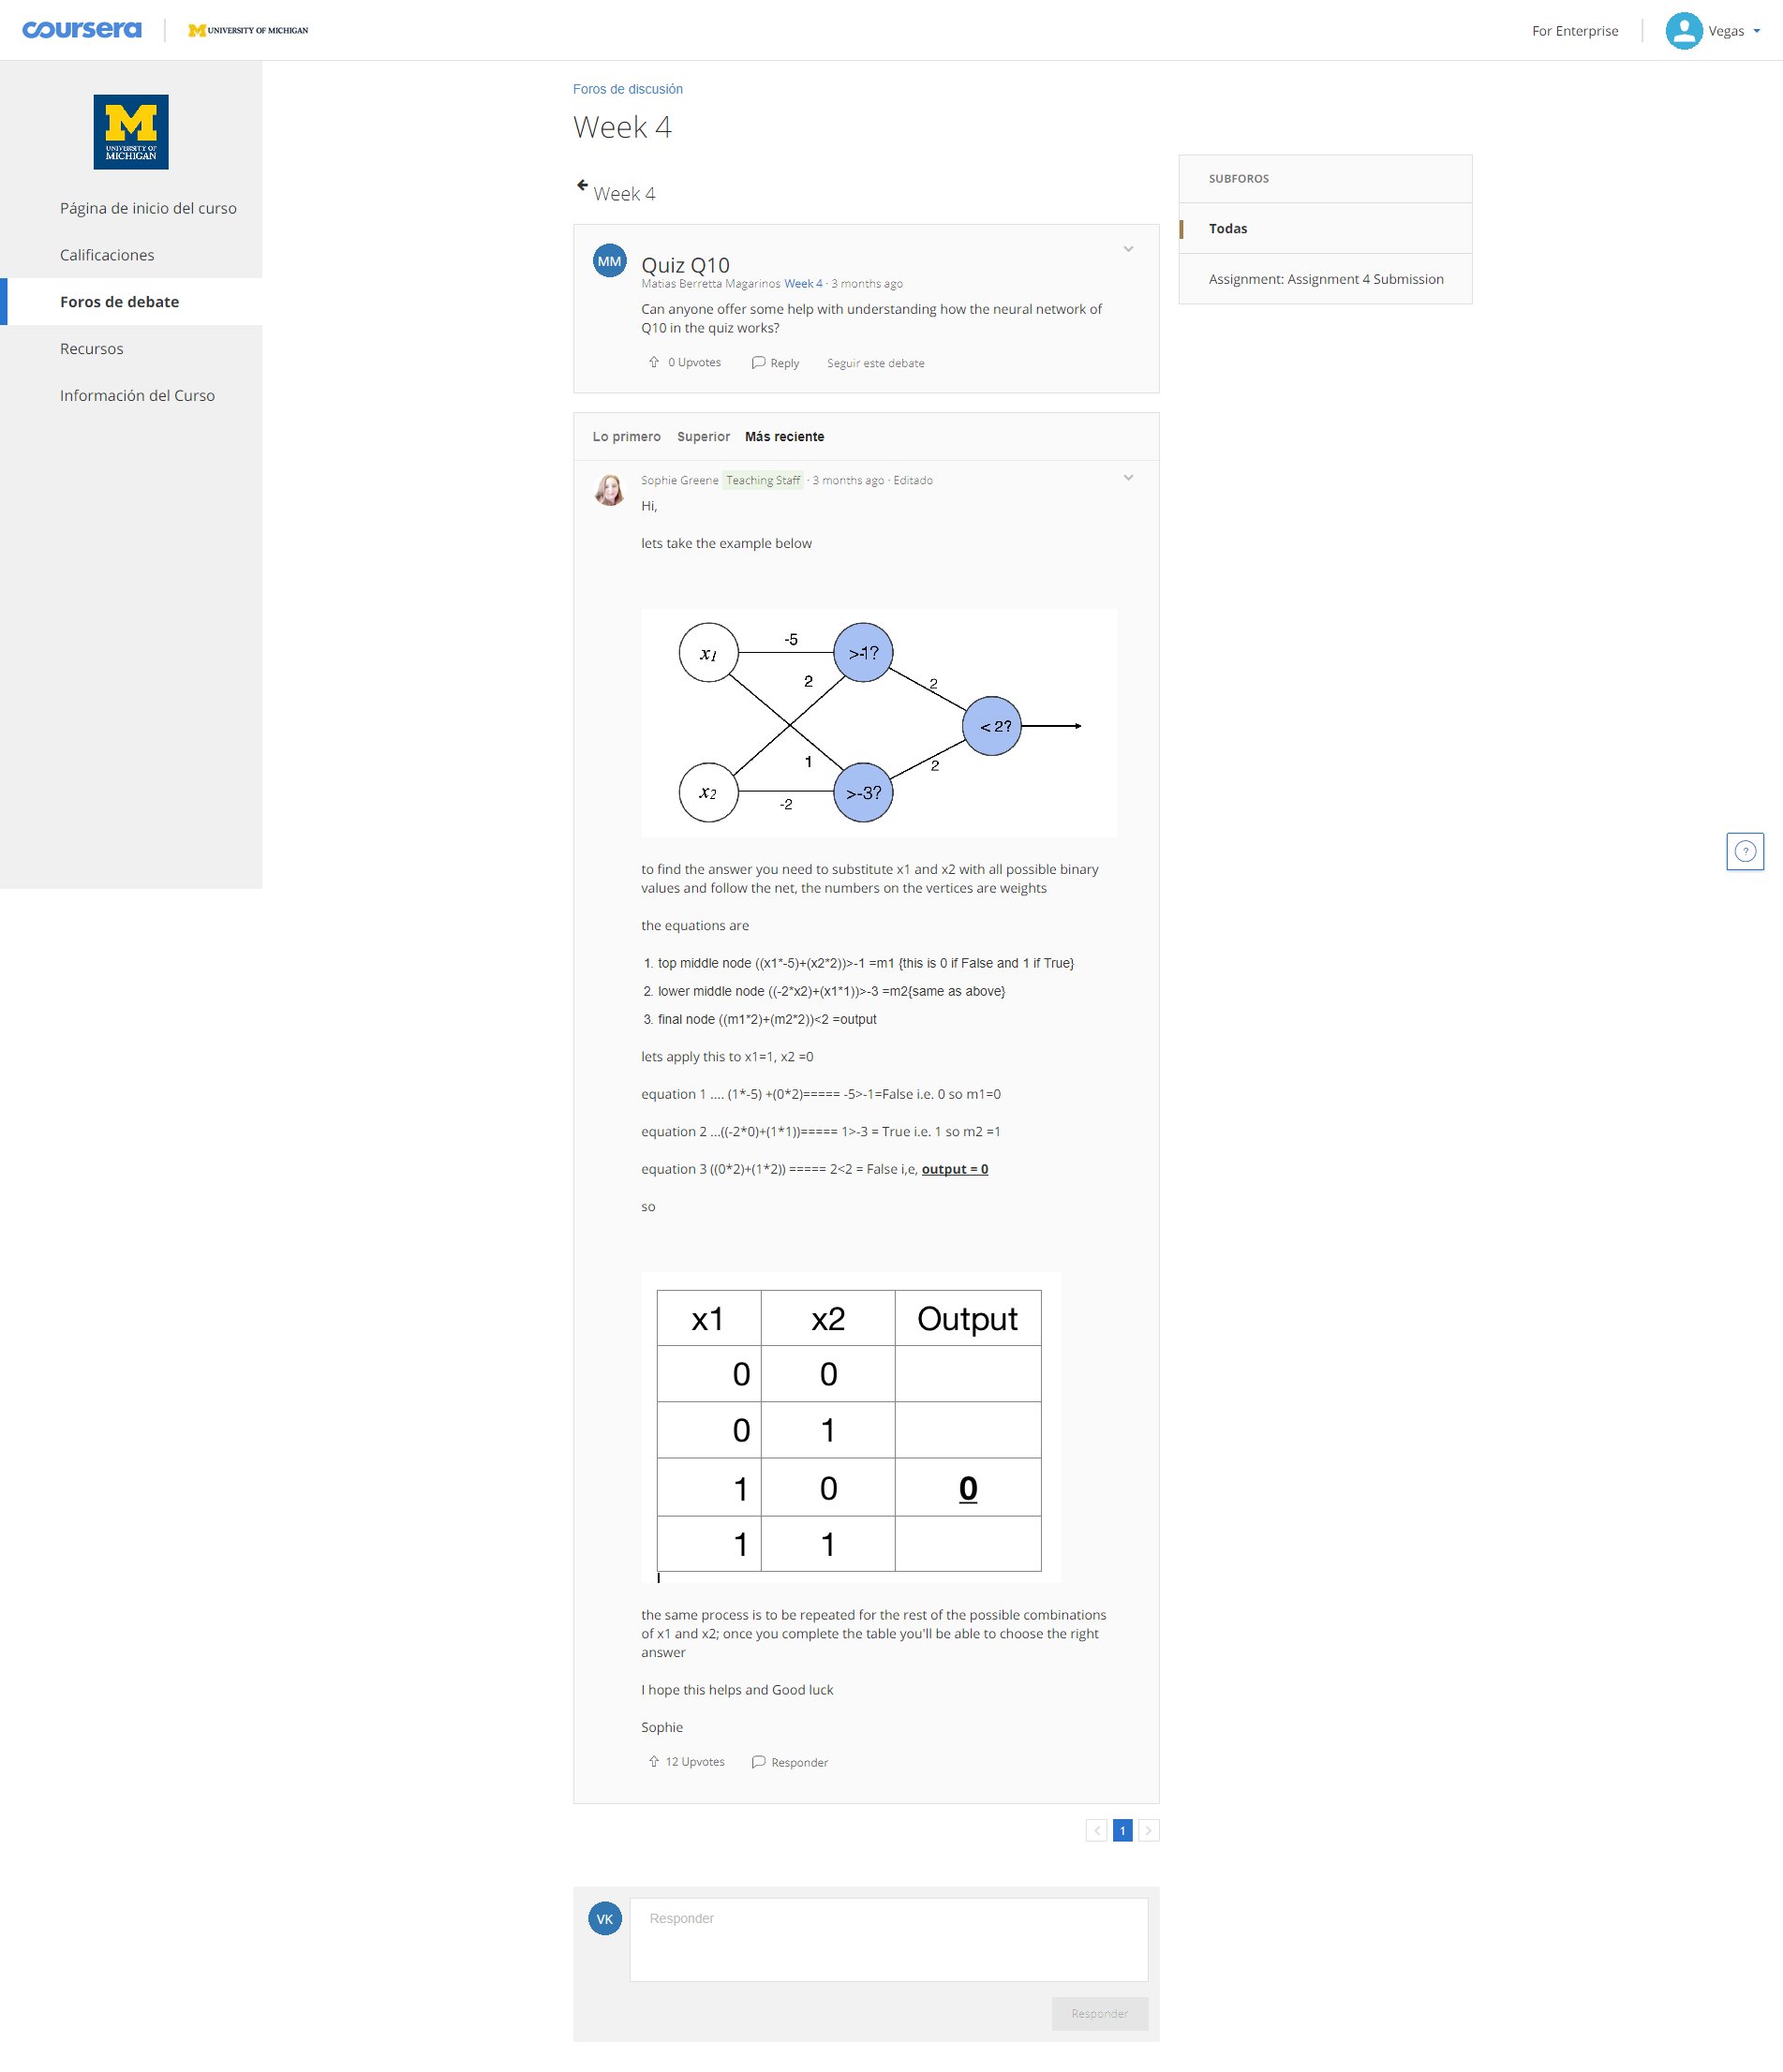 coursera
M UNIVERSITY OF MICHIGAN
For Enterprise
Vegas
M
UNIVERSITY OF
MICHIGAN
Página de inicio del curso
Calificaciones
Foros de debate
Recursos
Información del Curso
Foros de discusión
Week 4
Week 4
MM
Quiz Q10
Matias Berretta Magarinos Week 4 · 3 months ago
Can anyone offer some help with understanding how the neural network of
Q10 in the quiz works?
0 Upvotes Reply Seguir este debate
SUBFOROS
Todas
Assignment: Assignment 4 Submission
Lo primero Superior Más reciente
Sophie Greene Teaching Staff · 3 months ago · Editado
Hi,
lets take the example below
x1
-5
>-1?
2
2
< 2?
1
2
x2
-2
>-3?
to find the answer you need to substitute x1 and x2 with all possible binary
values and follow the net, the numbers on the vertices are weights
the equations are
1. top middle node ((x1*-5)+(x2*2))>-1 =m1 {this is 0 if False and 1 if True}
2. lower middle node ((-2*x2)+(x1*1))>-3 =m2{same as above}
3. final node ((m1*2)+(m2*2))<2 =output
lets apply this to x1=1, x2 =0
equation 1 .... (1*-5) +(0*2)===== -5>-1=False i.e. 0 so m1=0
equation 2 ...((-2*0)+(1*1))===== 1>-3 = True i.e. 1 so m2 =1
equation 3 ((0*2)+(1*2)) ===== 2<2 = False i,e, output = 0
so
x1 x2 Output
0 0
0 1
1 0 0
1 1
the same process is to be repeated for the rest of the possible combinations
of x1 and x2; once you complete the table you'll be able to choose the right
answer
I hope this helps and Good luck
Sophie
12 Upvotes Responder
< 1 >
VK
Responder
Responder
?